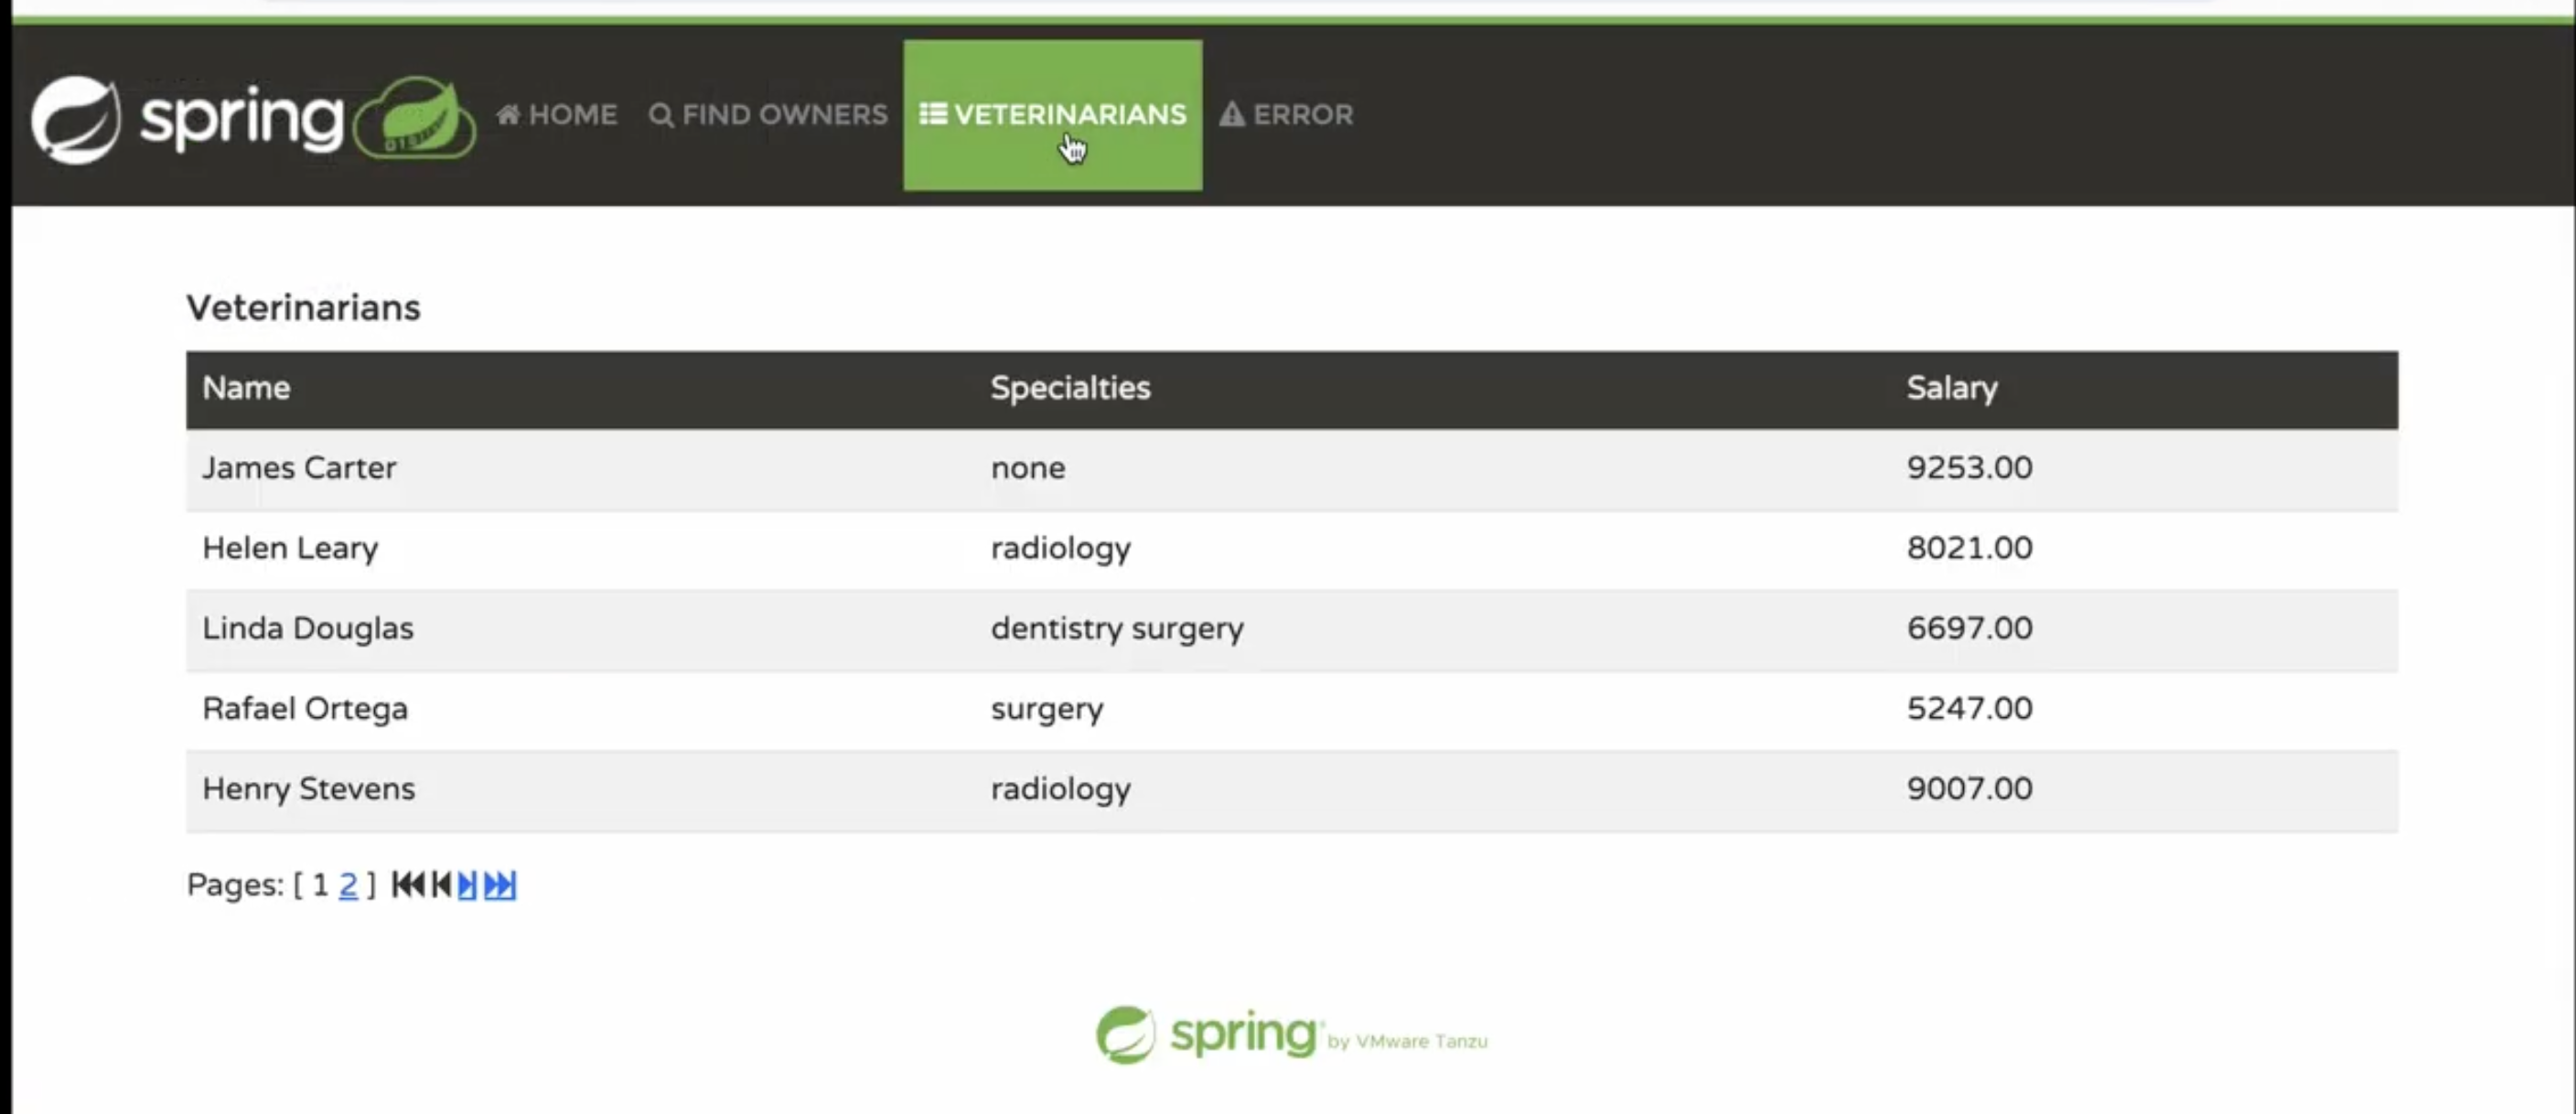 spring HOME FIND OWNERS VETERINARIANS ERROR
Veterinarians
Name Specialties Salary
James Carter none 9253.00
Helen Leary radiology 8021.00
Linda Douglas dentistry surgery 6697.00
Rafael Ortega surgery 5247.00
Henry Stevens radiology 9007.00
Pages: [ 1 2 ]
spring by VMware Tanzu